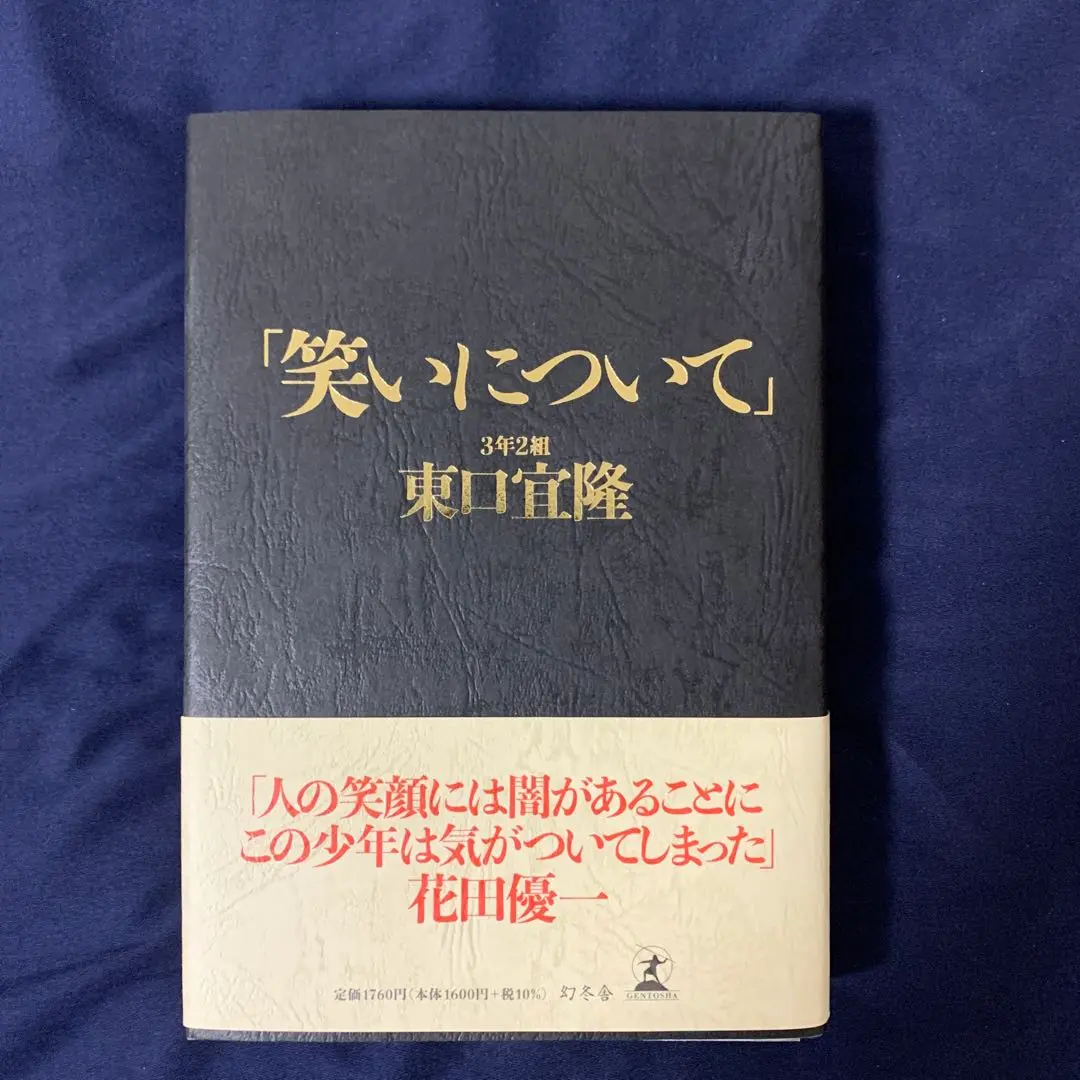 「笑いについて」
3年2組
東口宜隆
「人の笑顔には闇があることに
この少年は気がついてしまった」
花田優一
定価1760円(本体1600円+税10%) 幻冬舎
GENTOSHA